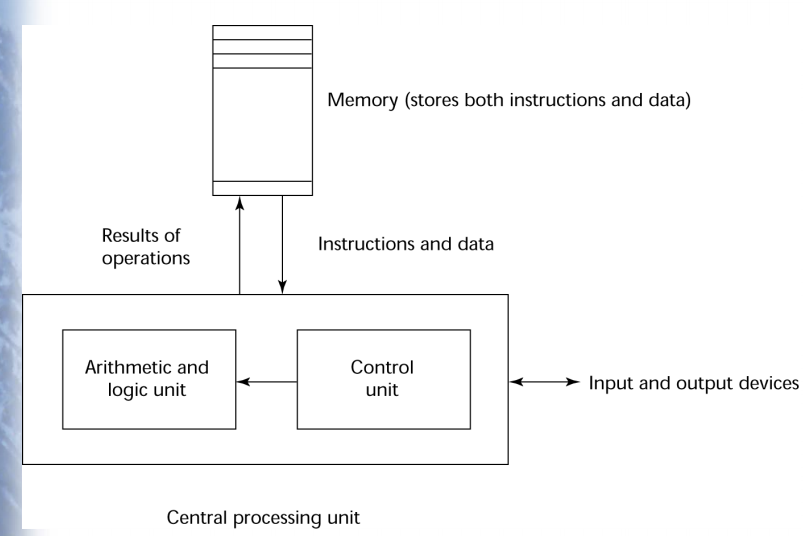 Memory (stores both instructions and data)
Results of
operations
Instructions and data
Arithmetic and
logic unit
Control
unit
Input and output devices
Central processing unit